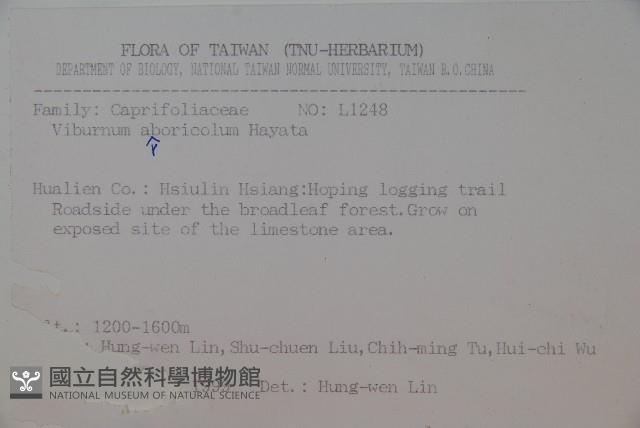 FLORA OF TAIWAN (TNU-HERBARIUM)
DEPARTMENT OF BIOLOGY, NATIONAL TAIWAN NORMAL UNIVERSITY, TAIWAN R.O.CHINA
Family: Caprifoliaceae NO: L1248
Viburnum aboricolum Hayata
r
Hualien Co.: Hsiulin Hsiang:Hoping logging trail
Roadside under the broadleaf forest.Grow on
exposed site of the limestone area.
1200-1600m
Hung-wen Lin,Shu-chuen Liu,Chih-ming Tu,Hui-chi Wu
Det.: Hung-wen Lin
國立自然科學博物館
NATIONAL MUSEUM OF NATURAL SCIENCE